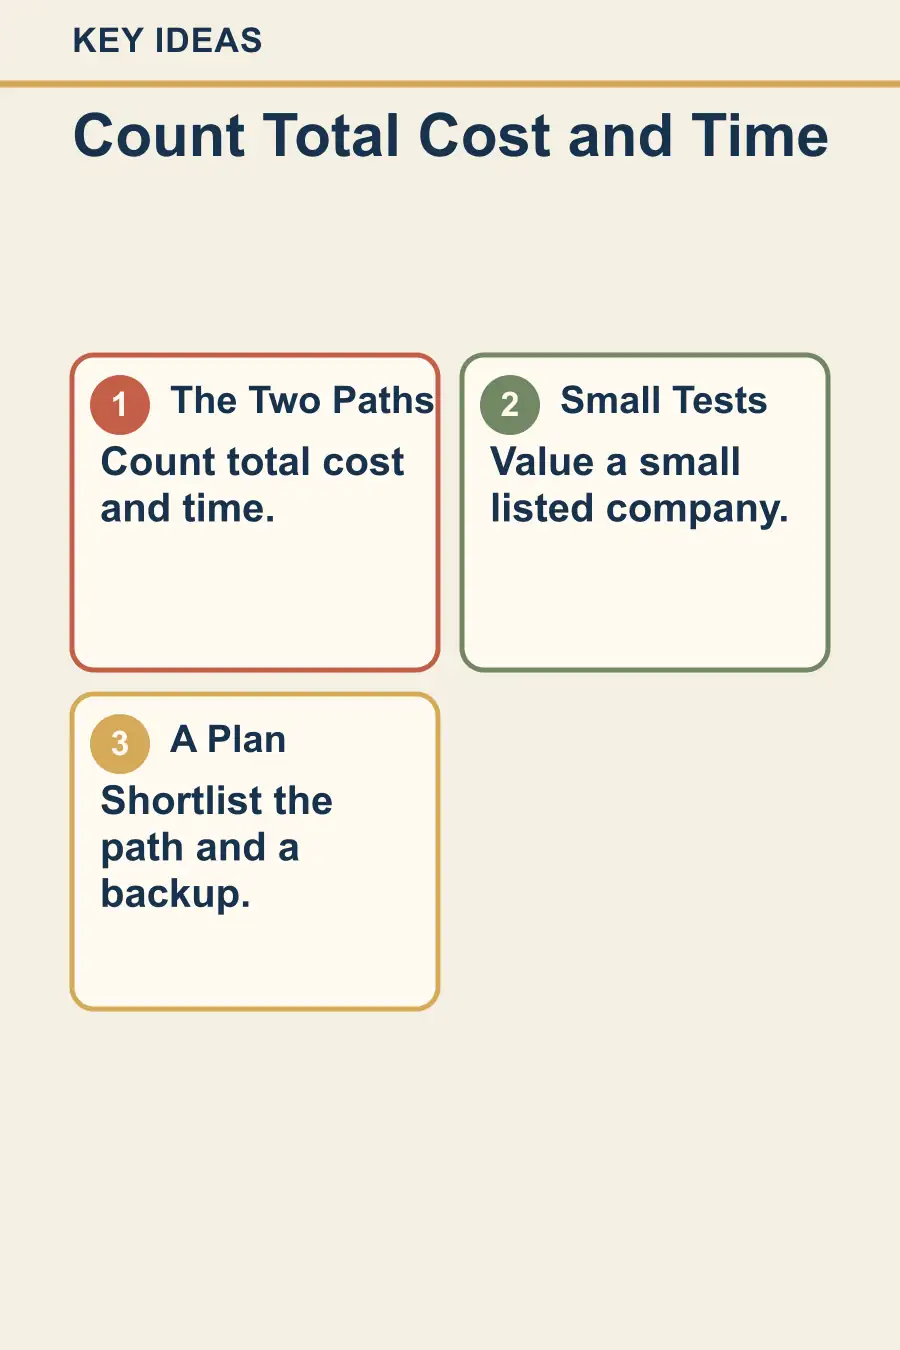 KEY IDEAS
Count Total Cost and Time
1 The Two Paths
Count total cost
and time.
2 Small Tests
Value a small
listed company.
3 A Plan
Shortlist the
path and a
backup.